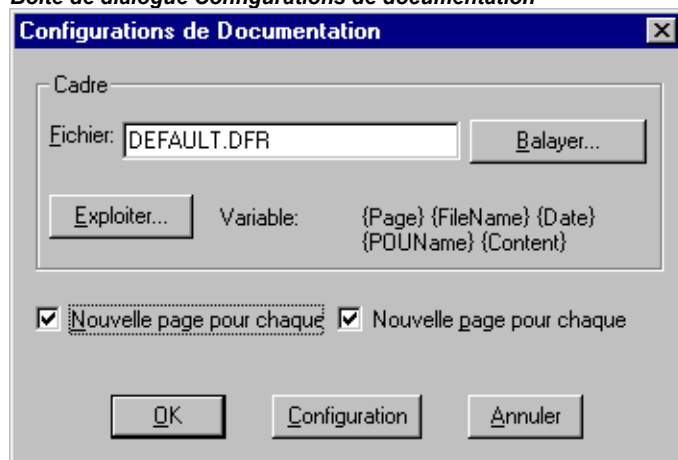 Boîte de dialogue Configurations de documentation
Configurations de Documenta
Cadre
Fichier: DEFAULT.DFR Balayer...
Exploiter... Variable: {Page} {FileName} {Date}
{POUName} {Content}
Nouvelle page pour chaque Nouvelle page pour chaque
OK Configuration Annuler